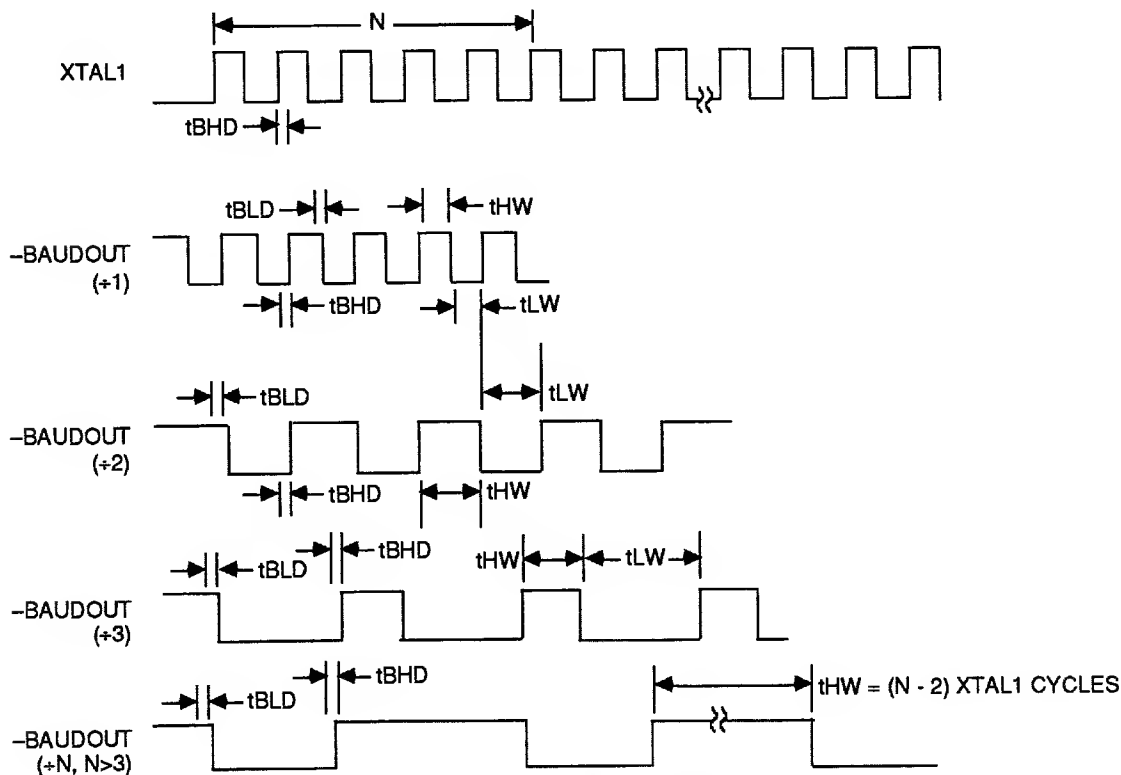 N
XTAL1
tBHD
tBLD
tHW
–BAUDOUT
(÷1)
tBHD
tLW
tBLD
tLW
–BAUDOUT
(÷2)
tBHD
tHW
tBHD
tBLD
tHW
tLW
–BAUDOUT
(÷3)
tBHD
tBLD
tHW = (N - 2) XTAL1 CYCLES
–BAUDOUT
(÷N, N>3)